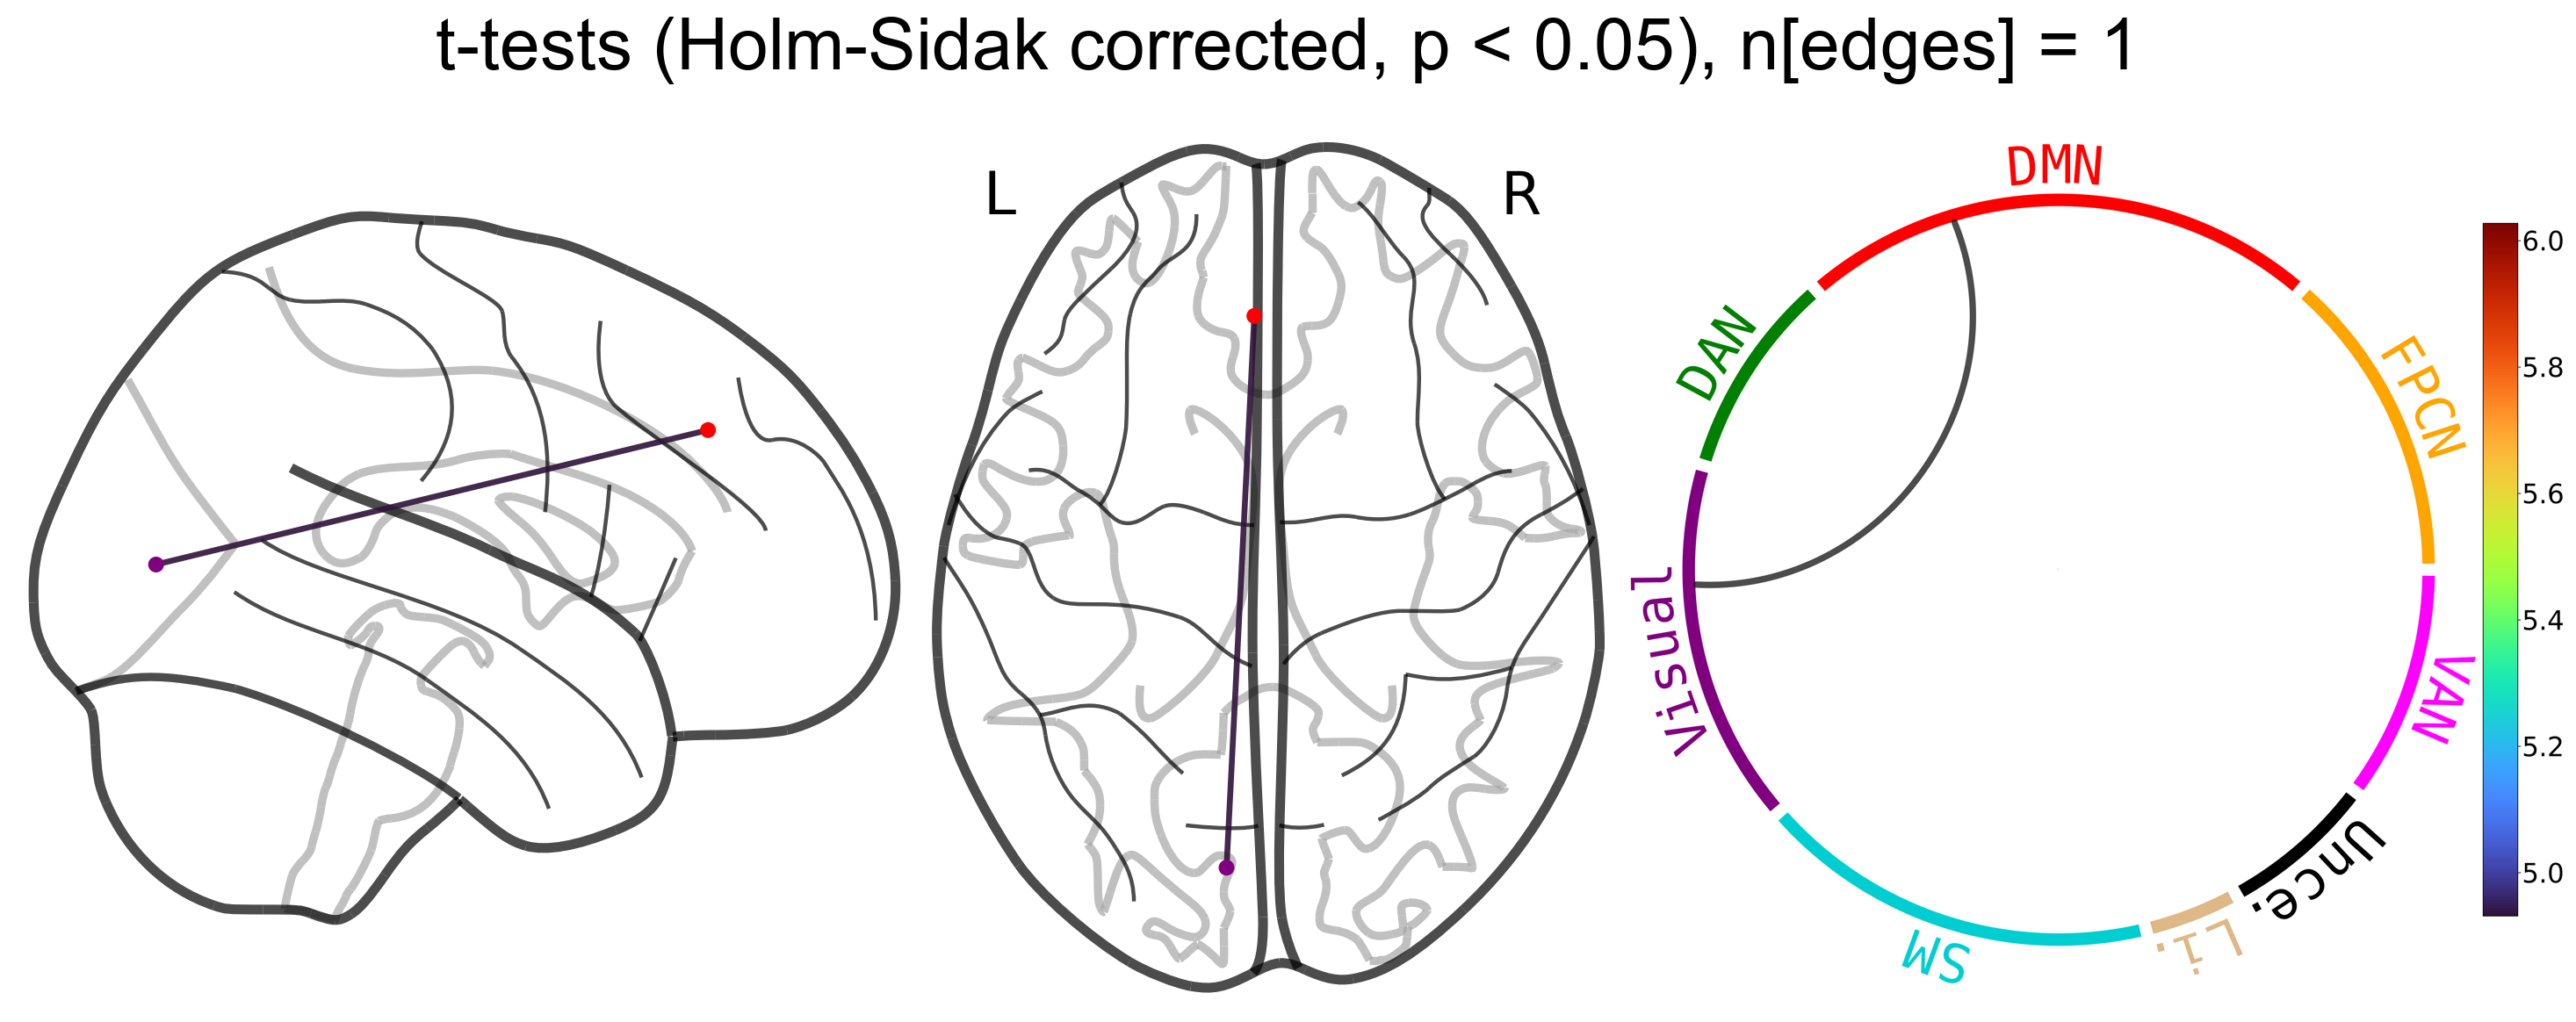 t-tests (Holm-Sidak corrected, p < 0.05), n[edges] = 1
L
R
DMN
DAN
FPCN
Visual
VAN
SM
Li.
Unce.
6.0
5.8
5.6
5.4
5.2
5.0